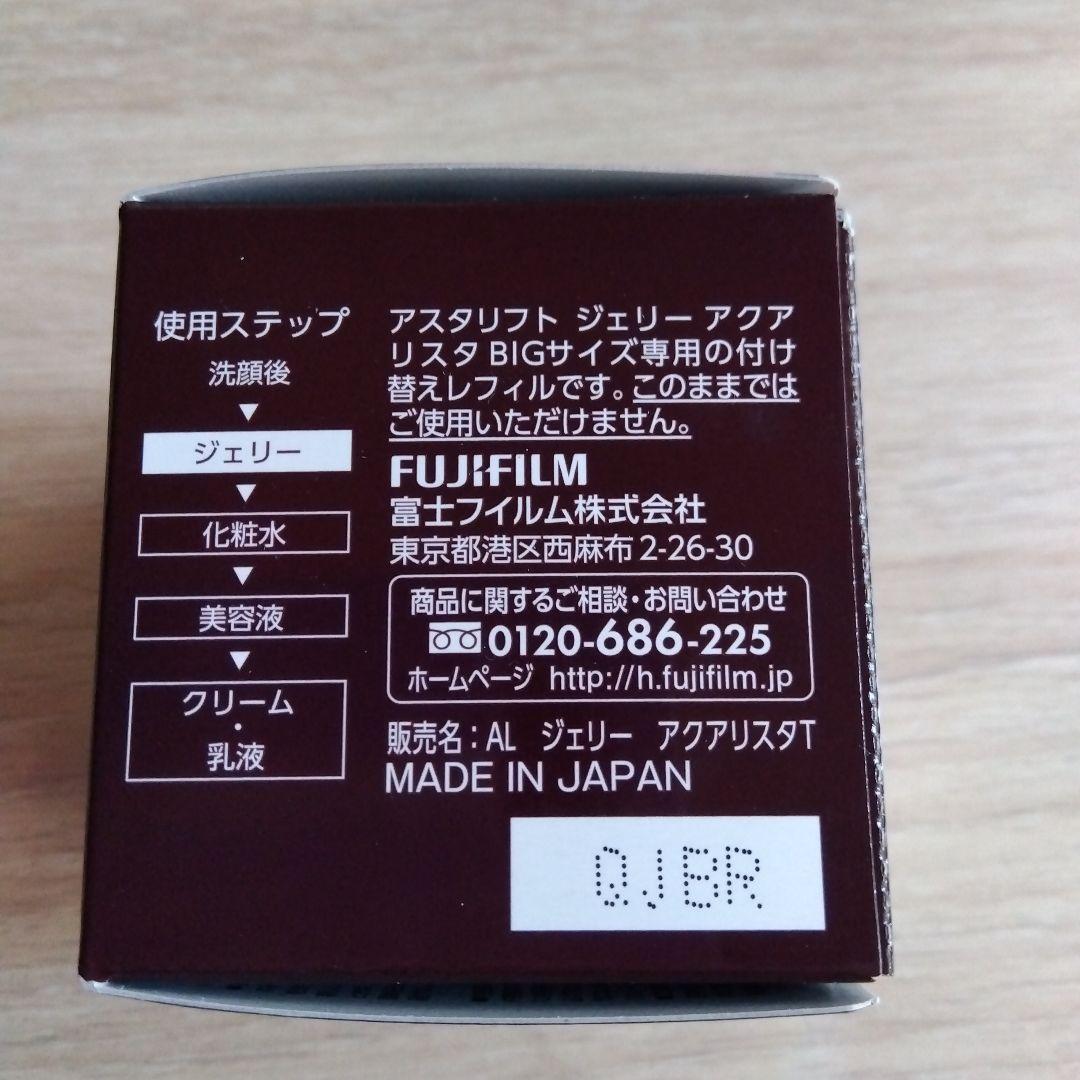 使用ステップ
洗顔後
▼
ジェリー
▼
化粧水
▼
美容液
▼
クリーム
・
乳液
アスタリフト ジェリー アクア
リスタ BIGサイズ専用の付け
替えレフィルです。このままでは
ご使用いただけません。
FUJIFILM
富士フイルム株式会社
東京都港区西麻布 2-26-30
商品に関するご相談・お問い合わせ
0120-686-225
ホームページ http://h.fujifilm.jp
販売名：AL ジェリー アクアリスタT
MADE IN JAPAN
QJBR